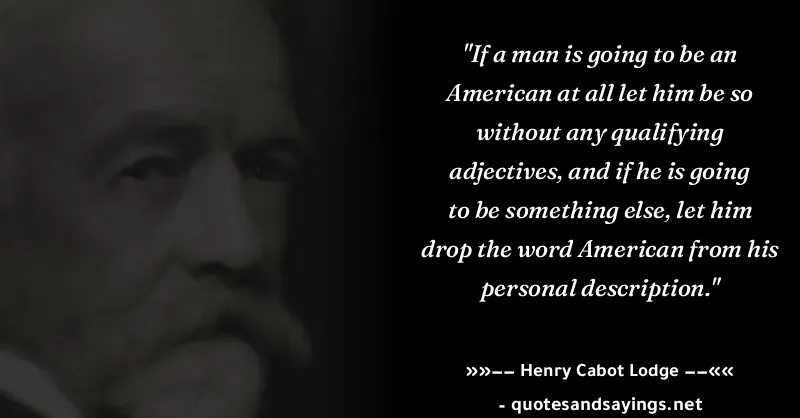 "If a man is going to be an
American at all let him be so
without any qualifying
adjectives, and if he is going
to be something else, let him
drop the word American from his
personal description."
»»–– Henry Cabot Lodge ––««
- quotesandsayings.net